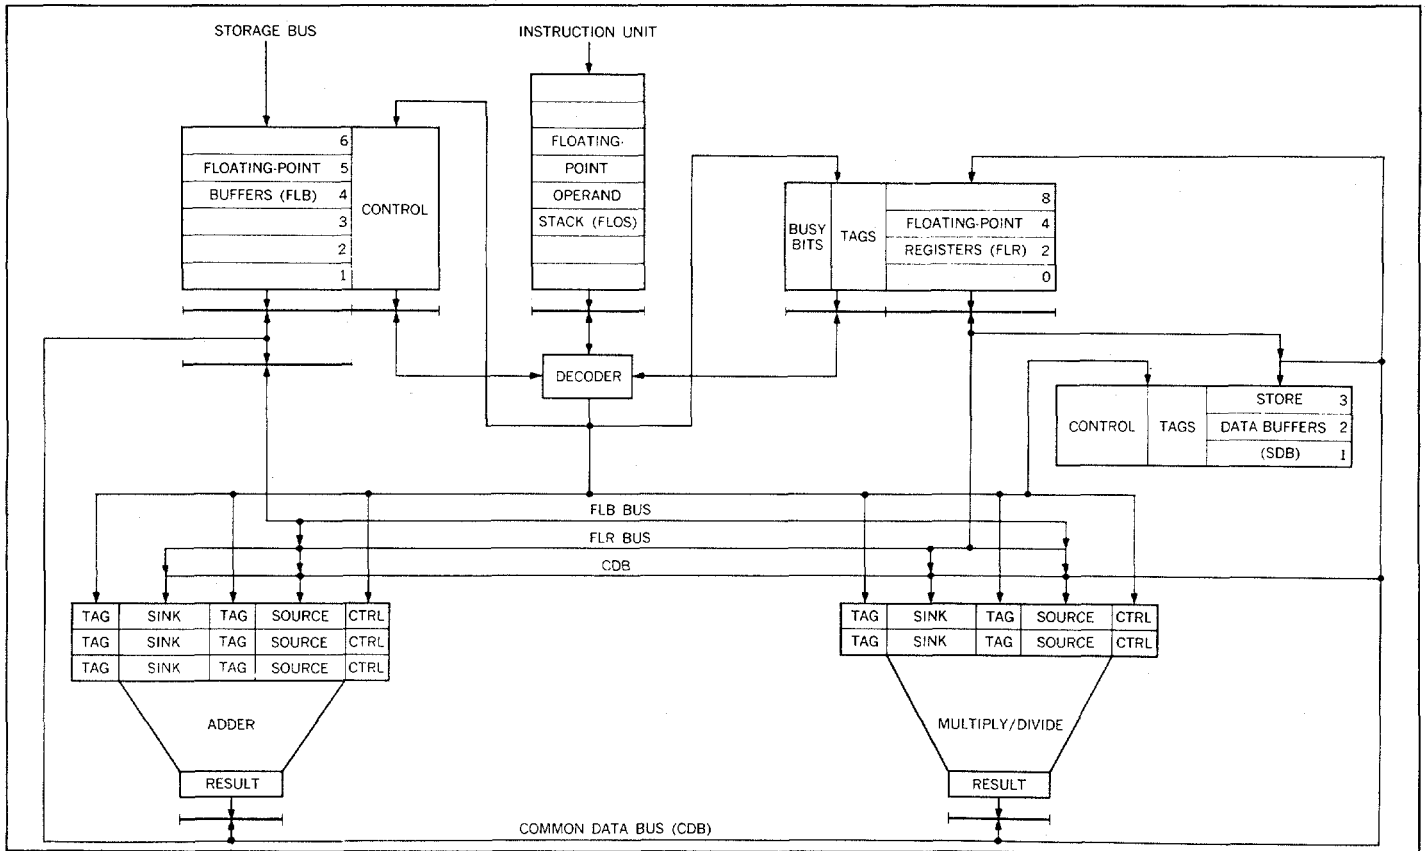 STORAGE BUS
INSTRUCTION UNIT
6
FLOATING-POINT 5
BUFFERS (FLB) 4
3
2
1
CONTROL
FLOATING-
POINT
OPERAND
STACK (FLOS)
BUSY
BITS
TAGS
8
FLOATING-POINT 4
REGISTERS (FLR) 2
0
DECODER
CONTROL
TAGS
STORE 3
DATA BUFFERS 2
(SDB) 1
FLB BUS
FLR BUS
CDB
TAG SINK TAG SOURCE CTRL
TAG SINK TAG SOURCE CTRL
TAG SINK TAG SOURCE CTRL
ADDER
RESULT
TAG SINK TAG SOURCE CTRL
TAG SINK TAG SOURCE CTRL
MULTIPLY/DIVIDE
RESULT
COMMON DATA BUS (CDB)